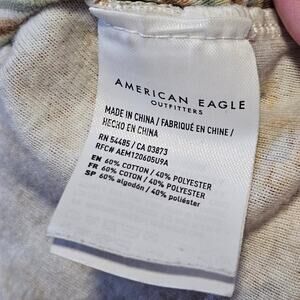 AMERICAN EAGLE
OUTFITTERS
MADE IN CHINA / FABRIQUÉ EN CHINE /
HECHO EN CHINA
RN 54485 / CA 03873
RFC# AEM120605U9A
EN 60% COTTON / 40% POLYESTER
FR 60% COTON / 40% POLYESTER
SP 60% algodón / 40% poliéster